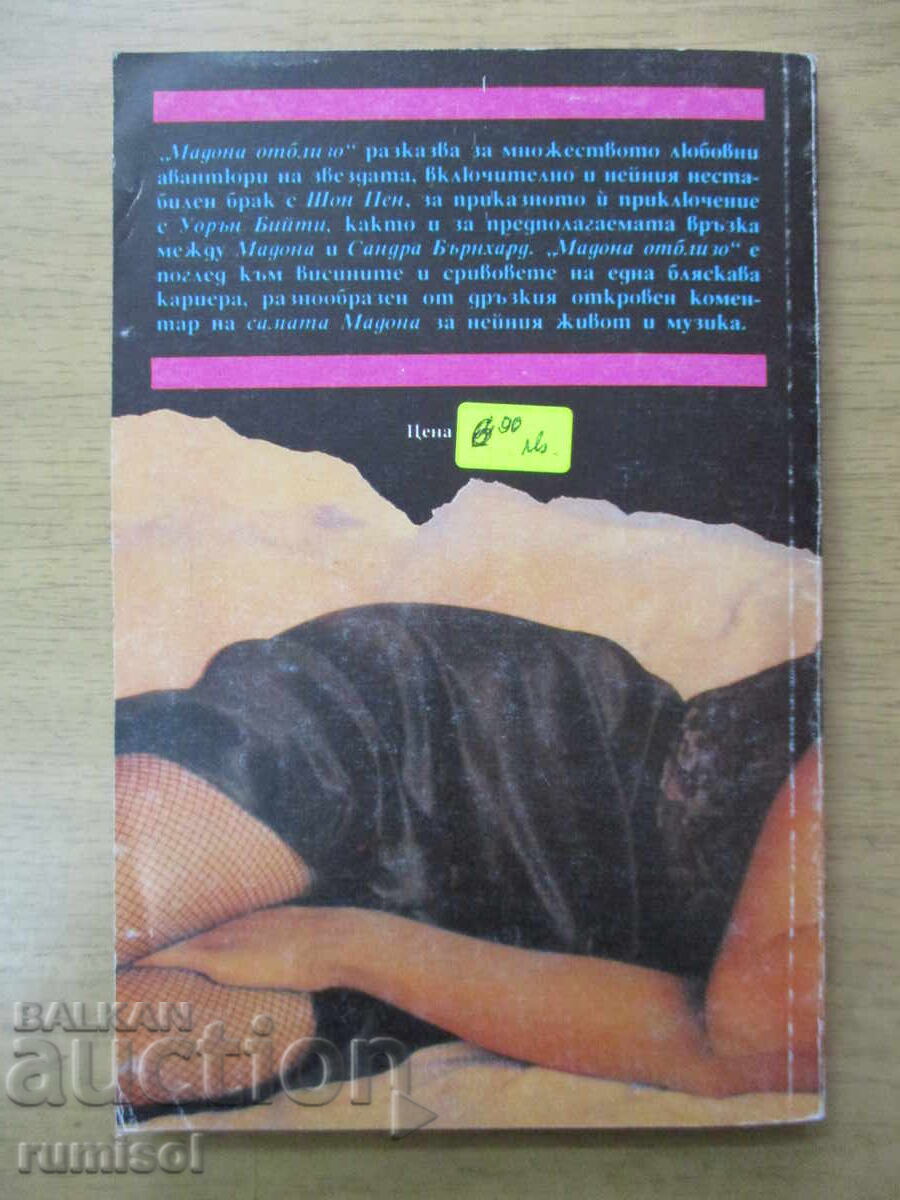 „Мадона отблизо“ разказва за множеството любовни
авантюри на звездата, включително и нейния неста-
билен брак с Шон Пен, за приказното ѝ приключение
с Уорън Бийти, както и за предполагаемата връзка
между Мадона и Сандра Бърнхард. „Мадона отблизо“ е
поглед към висините и сривовете на една бляскава
кариера, разнообразен от дръзкия откровен комен-
тар на самата Мадона за нейния живот и музика.
Цена
90
лв.
BALKAN
auction
rumisol